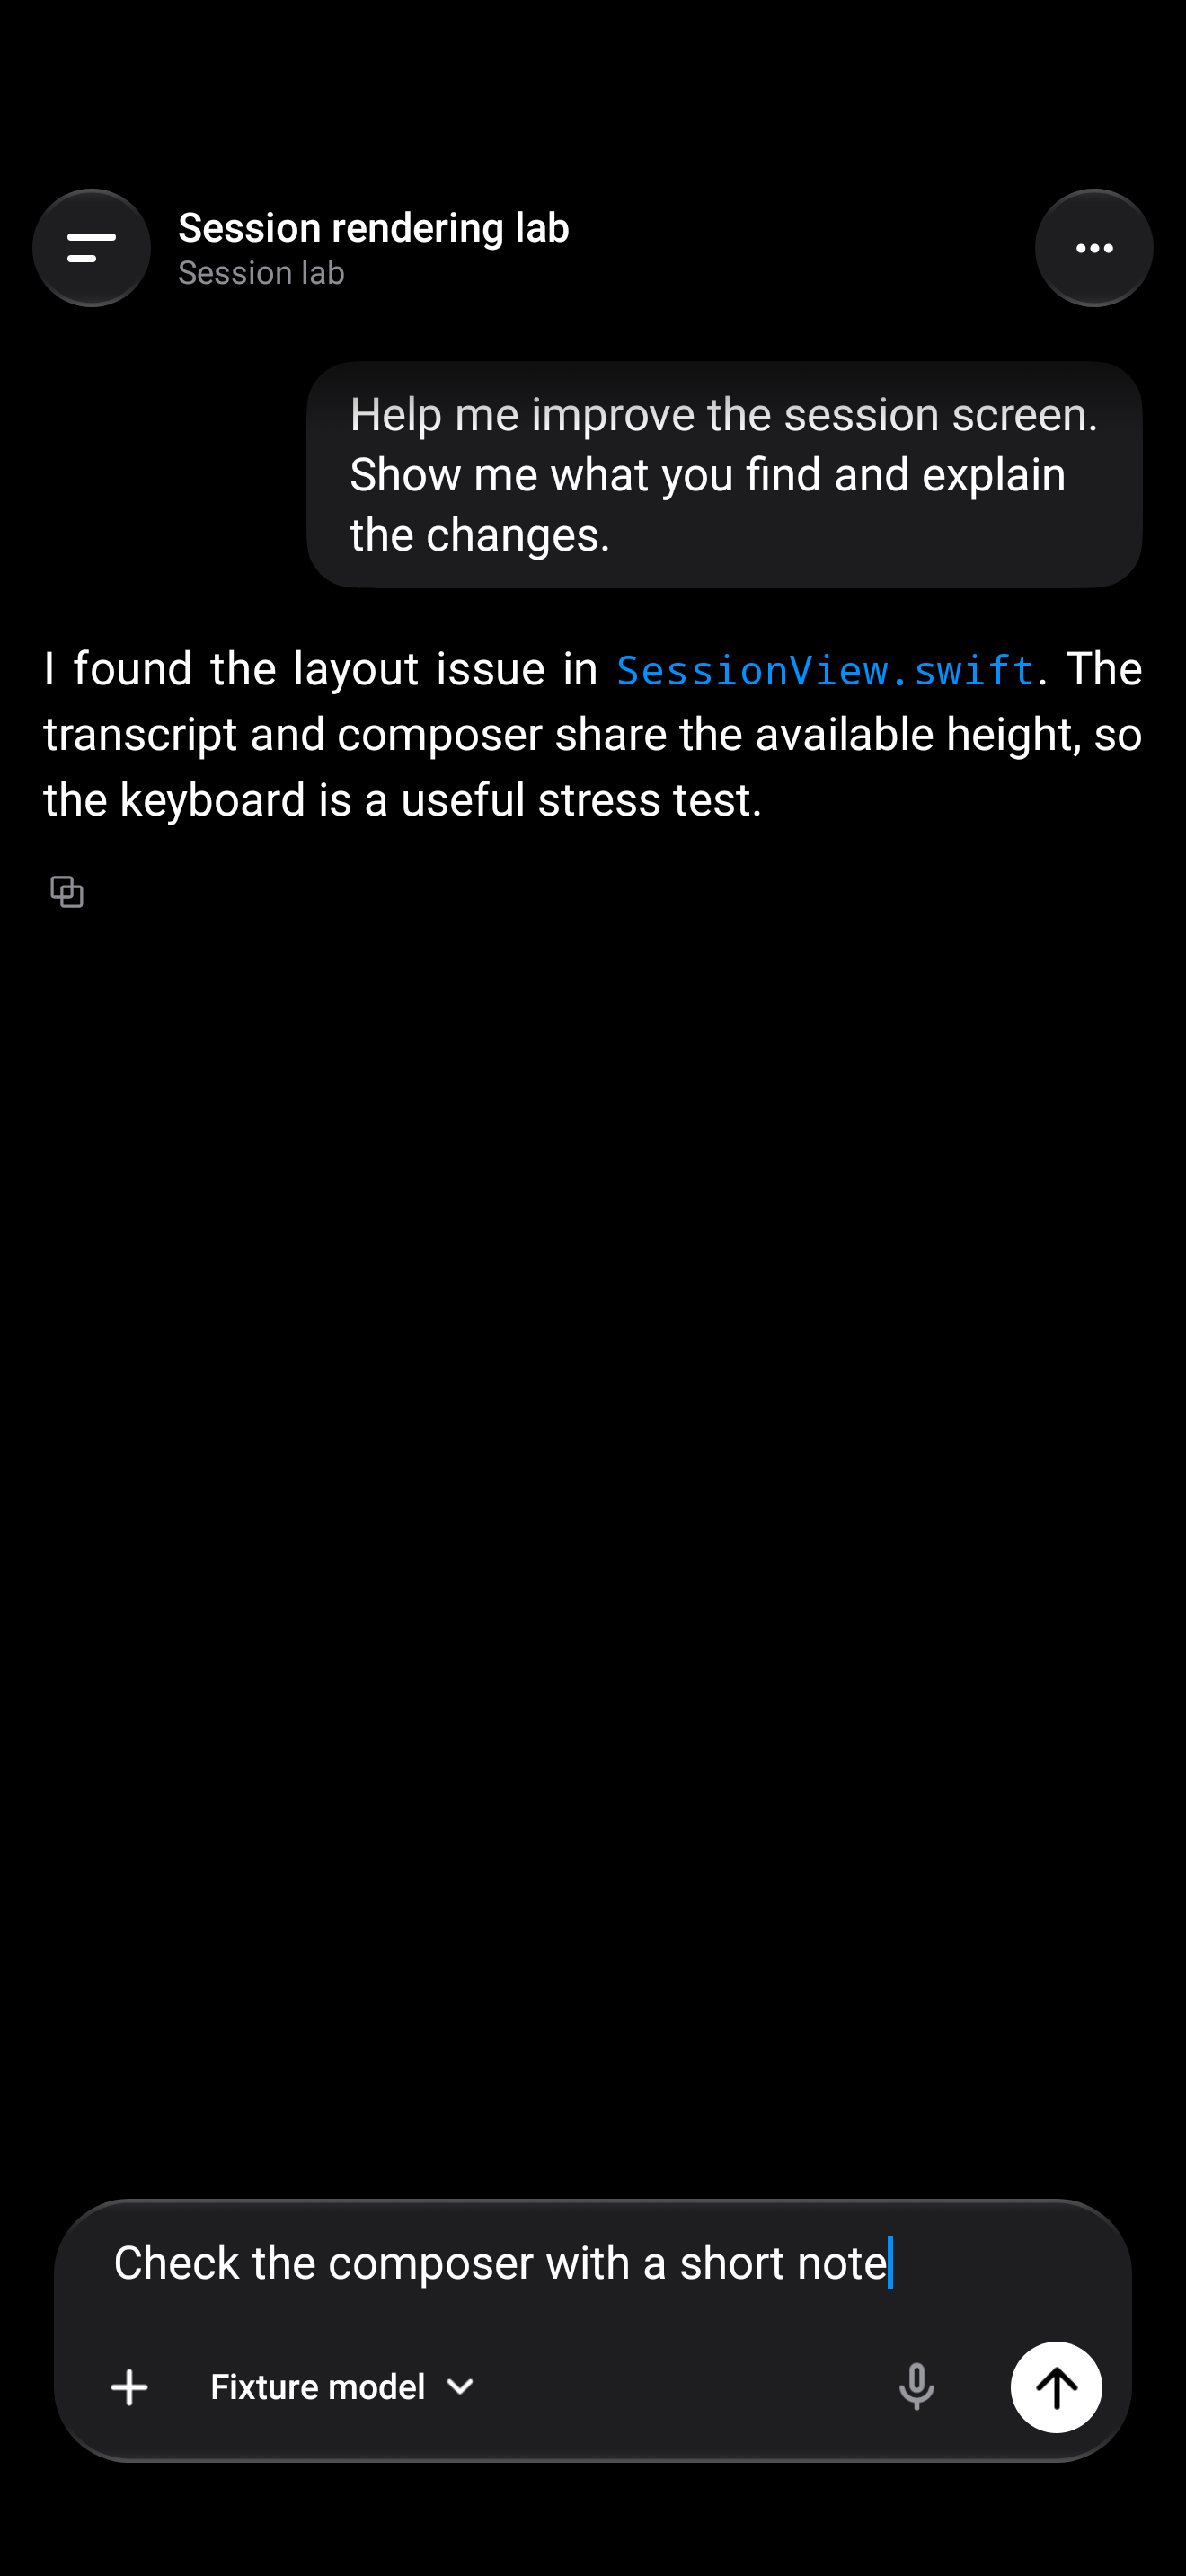 Session rendering lab
Session lab
Help me improve the session screen.
Show me what you find and explain
the changes.
I found the layout issue in SessionView.swift. The
transcript and composer share the available height, so
the keyboard is a useful stress test.
Check the composer with a short note
Fixture model